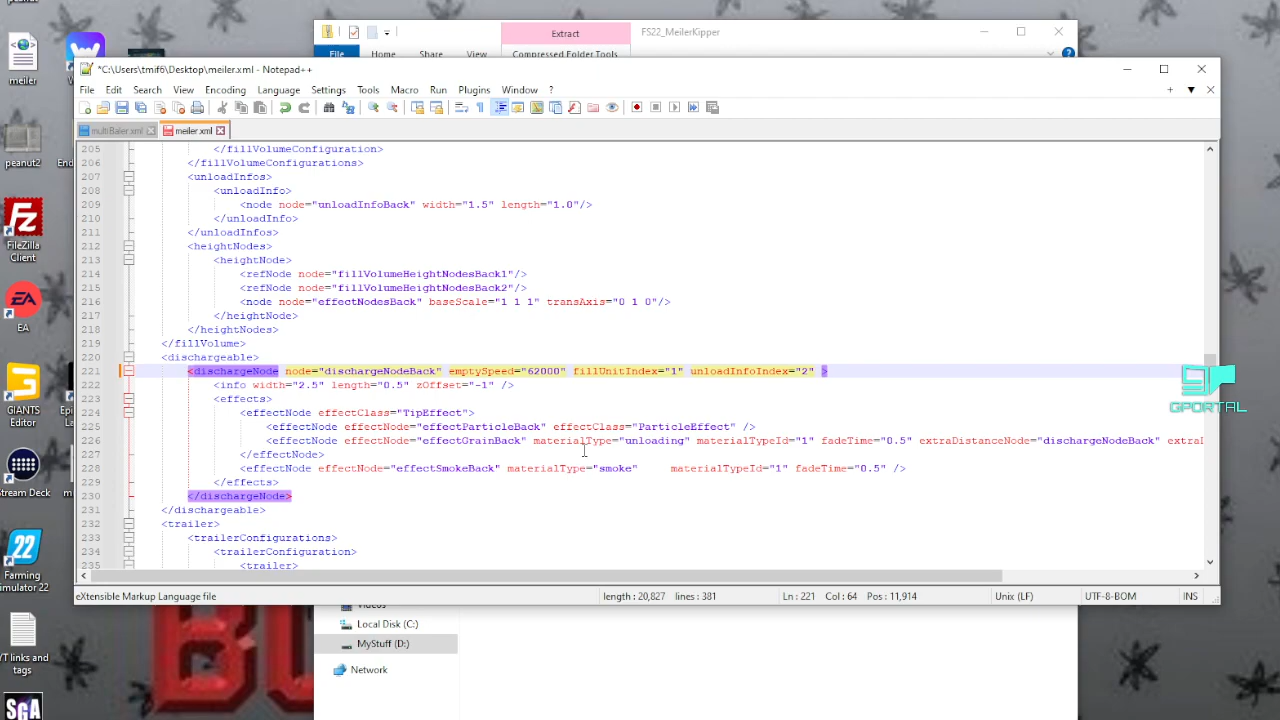 Extract
FS22_MeilerKipper
File
Home
Share
View
Compressed Folder Tools
*C:\Users\tmif6\Desktop\meiler.xml - Notepad++
File Edit Search View Encoding Language Settings Tools Macro Run Plugins Window ?
multiBaler.xml
meiler.xml
205 </fillVolumeConfiguration>
206 </fillVolumeConfigurations>
207 <unloadInfos>
208 <unloadInfo>
209 <node node="unloadInfoBack" width="1.5" length="1.0"/>
210 </unloadInfo>
211 </unloadInfos>
212 <heightNodes>
213 <heightNode>
214 <refNode node="fillVolumeHeightNodesBack1"/>
215 <refNode node="fillVolumeHeightNodesBack2"/>
216 <node node="effectNodesBack" baseScale="1 1 1" transAxis="0 1 0"/>
217 </heightNode>
218 </heightNodes>
219 </fillVolume>
220 <dischargeable>
221 <dischargeNode node="dischargeNodeBack" emptySpeed="62000" fillUnitIndex="1" unloadInfoIndex="2" >
222 <info width="2.5" length="0.5" zOffset="-1" />
223 <effects>
224 <effectNode effectClass="TipEffect">
225 <effectNode effectNode="effectParticleBack" effectClass="ParticleEffect" />
226 <effectNode effectNode="effectGrainBack" materialType="unloading" materialTypeId="1" fadeTime="0.5" extraDistanceNode="dischargeNodeBack"
227 </effectNode>
228 <effectNode effectNode="effectSmokeBack" materialType="smoke" materialTypeId="1" fadeTime="0.5" />
229 </effects>
230 </dischargeNode>
231 </dischargeable>
232 <trailer>
233 <trailerConfigurations>
234 <trailerConfiguration>
235 <trailer>
eXtensible Markup Language file
length : 20,827 lines : 381
Ln : 221 Col : 64 Pos : 11,914
Unix (LF)
UTF-8-BOM
INS
Local Disk (C:)
MyStuff (D:)
Network
meiler
peanut2
FileZilla
Client
EA
GIANTS
Editor
Stream Deck
Farming
22
YT links and
tags
SGA
GPORTAL